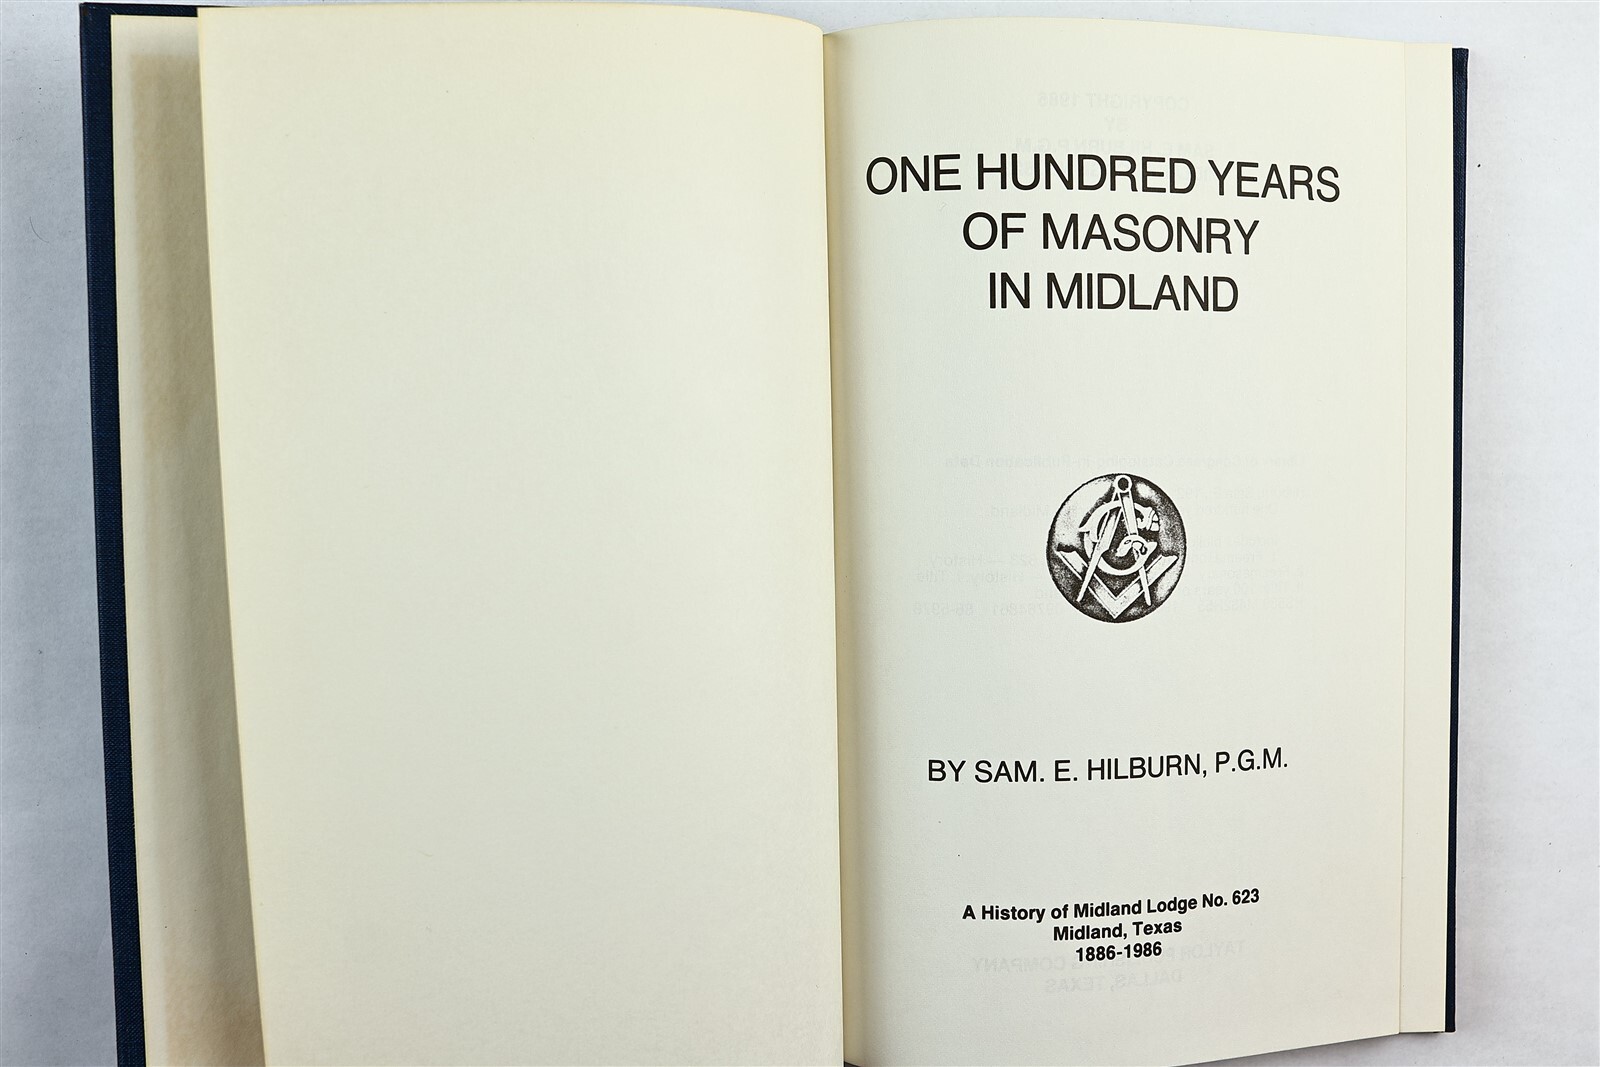 ONE HUNDRED YEARS
OF MASONRY
IN MIDLAND
G
BY SAM. E. HILBURN, P.G.M.
A History of Midland Lodge No. 623
Midland, Texas
1886-1986